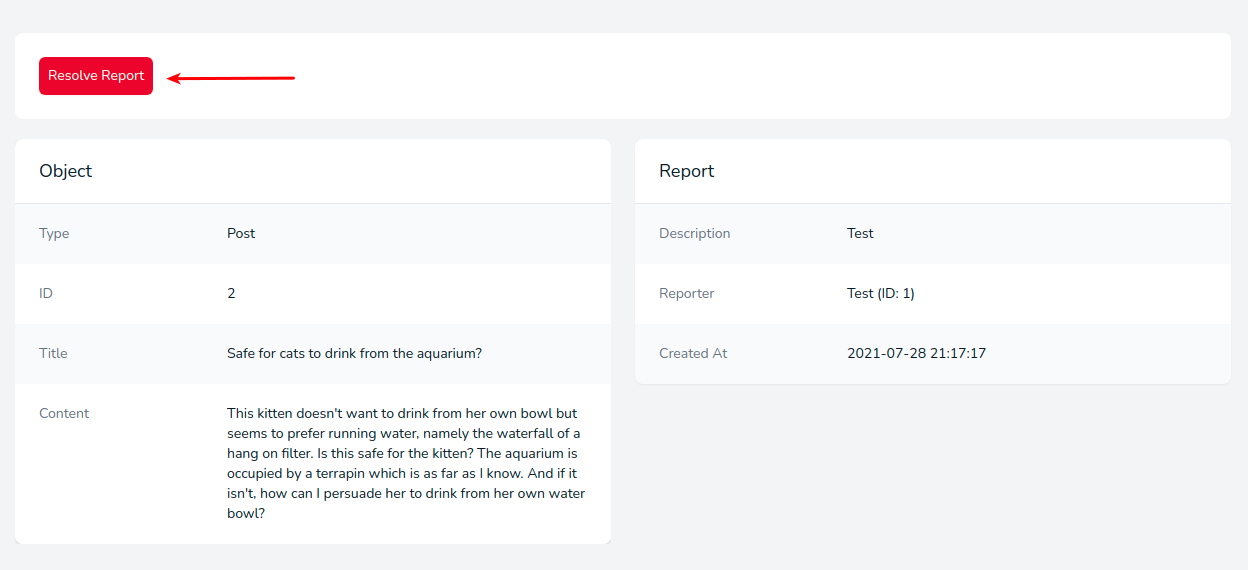 Resolve Report
Object
Type Post
ID 2
Title Safe for cats to drink from the aquarium?
Content This kitten doesn't want to drink from her own bowl but
seems to prefer running water, namely the waterfall of a
hang on filter. Is this safe for the kitten? The aquarium is
occupied by a terrapin which is as far as I know. And if it
isn't, how can I persuade her to drink from her own water
bowl?
Report
Description Test
Reporter Test (ID: 1)
Created At 2021-07-28 21:17:17